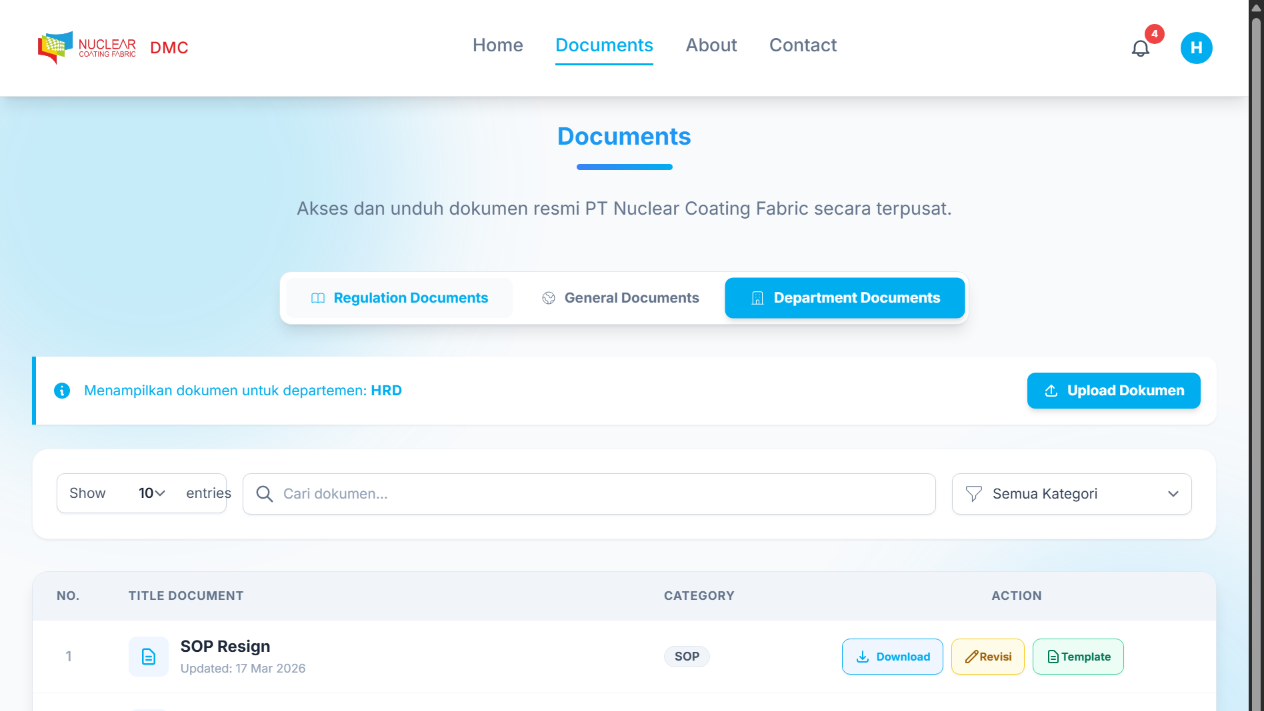 NUCLEAR
COATING FABRIC
DMC
Home
Documents
About
Contact
4
H
Documents
Akses dan unduh dokumen resmi PT Nuclear Coating Fabric secara terpusat.
Regulation Documents
General Documents
Department Documents
Menampilkan dokumen untuk departemen: HRD
Upload Dokumen
Show 10 entries
Cari dokumen...
Semua Kategori
NO.
TITLE DOCUMENT
CATEGORY
ACTION
1
SOP Resign
Updated: 17 Mar 2026
SOP
Download
Revisi
Template